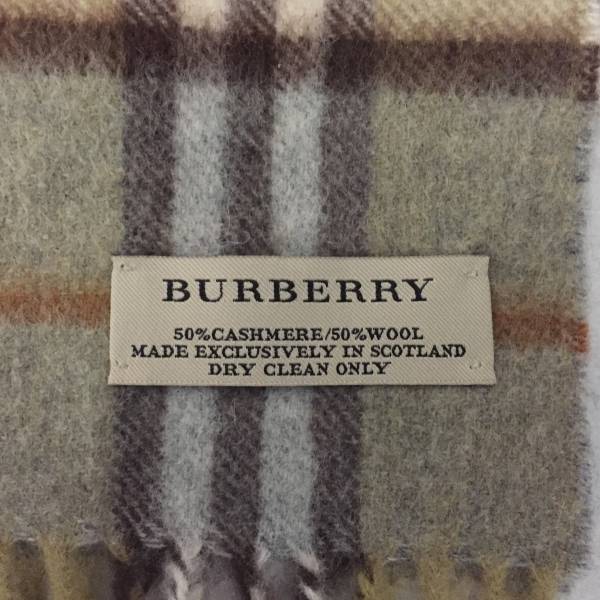 BURBERRY
50%CASHMERE/50%WOOL
MADE EXCLUSIVELY IN SCOTLAND
DRY CLEAN ONLY